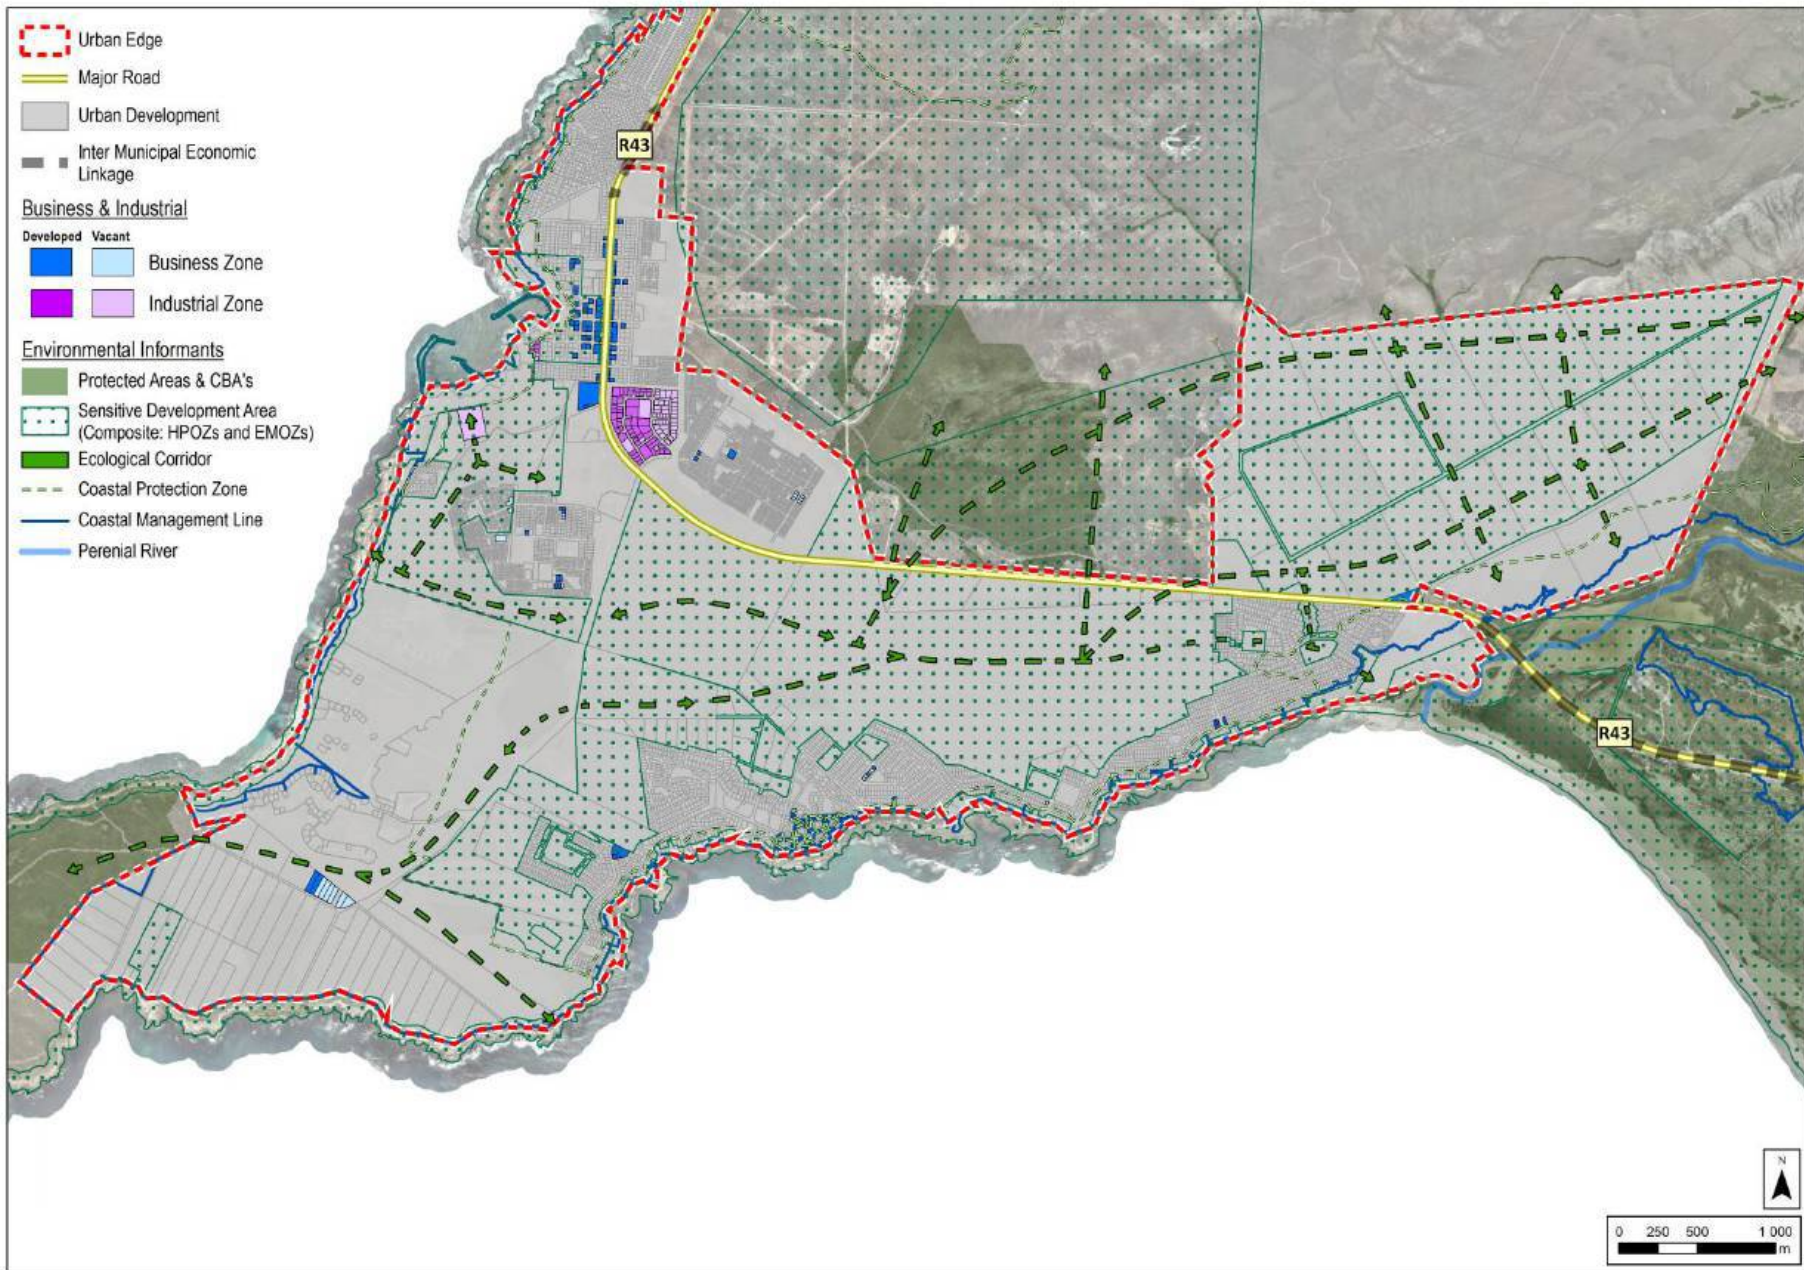 Urban Edge
Major Road
Urban Development
Inter Municipal Economic
Linkage
Business & Industrial
Developed Vacant
Business Zone
Industrial Zone
Environmental Informants
Protected Areas & CBA's
Sensitive Development Area
(Composite: HPOZs and EMOZs)
Ecological Corridor
Coastal Protection Zone
Coastal Management Line
Perenial River
R43
R43
N
0 250 500 1 000
m